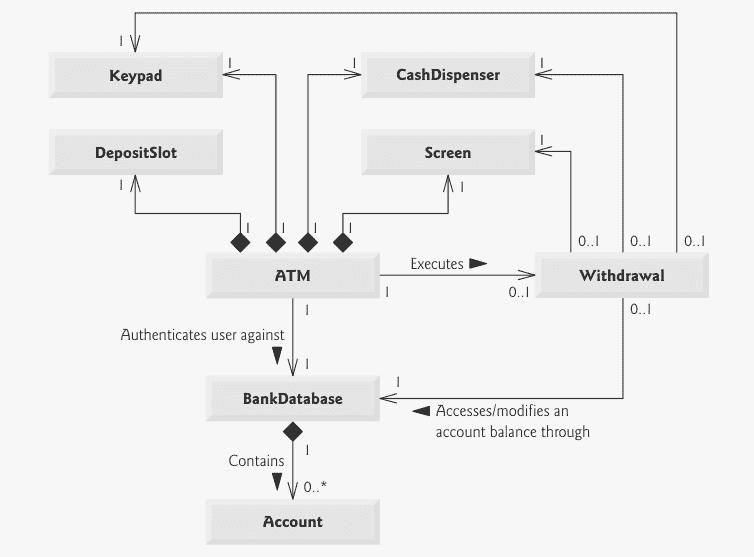 1
1 1 1
Keypad CashDispenser
DepositSlot Screen
1
1 1
1 1 1 1
0..1 0..1 0..1
ATM Executes Withdrawal
1 0..1
1 0..1
Authenticates user against
1
1
BankDatabase
Accesses/modifies an
account balance through
1
Contains
0..*
Account